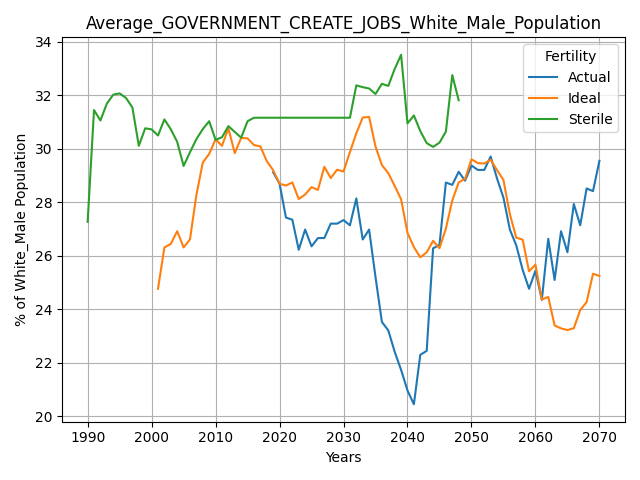 Average_GOVERNMENT_CREATE_JOBS_White_Male_Population
% of White_Male Population
34
32
30
28
26
24
22
20
Fertility
Actual
Ideal
Sterile
1990 2000 2010 2020 2030 2040 2050 2060 2070
Years